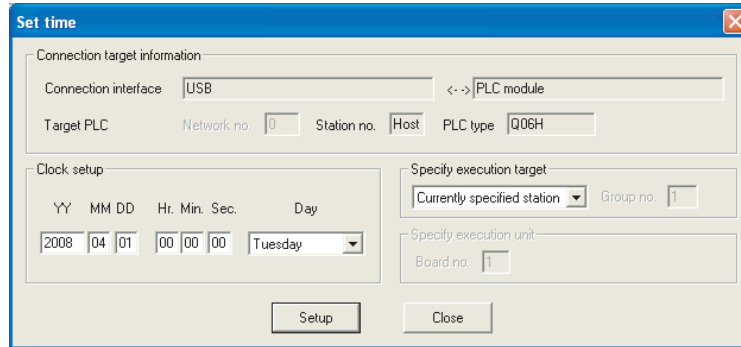 Set time
Connection target information
Connection interface USB <--> PLC module
Target PLC Network no. 0 Station no. Host PLC type Q06H
Clock setup
YY MM DD Hr. Min. Sec. Day
2008 04 01 00 00 00 Tuesday
Specify execution target
Currently specified station Group no. 1
Specify execution unit
Board no. 1
Setup Close